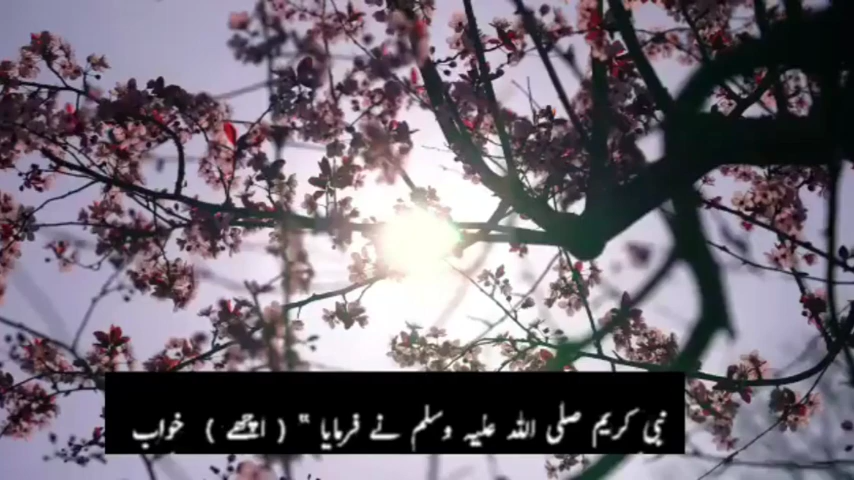 نبی کریم صلی اللہ علیہ وسلم نے فرمایا " ( اچھے ) خواب